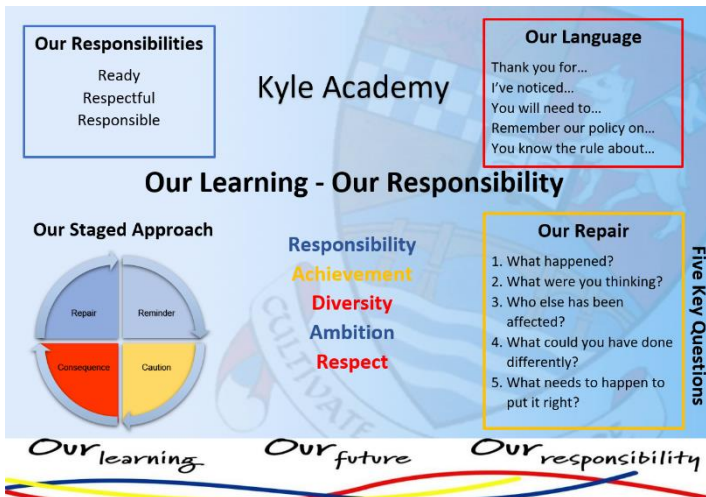 Our Responsibilities
Ready
Respectful
Responsible
Kyle Academy
Our Language
Thank you for…
I've noticed…
You will need to…
Remember our policy on…
You know the rule about…
Our Learning - Our Responsibility
Our Staged Approach
Repair
Reminder
Consequence
Caution
Responsibility
Achievement
Diversity
Ambition
Respect
Our Repair
1. What happened?
2. What were you thinking?
3. Who else has been
affected?
4. What could you have done
differently?
5. What needs to happen to
put it right?
Five Key Questions
CULTIVATE
Our learning
Our future
Our responsibility